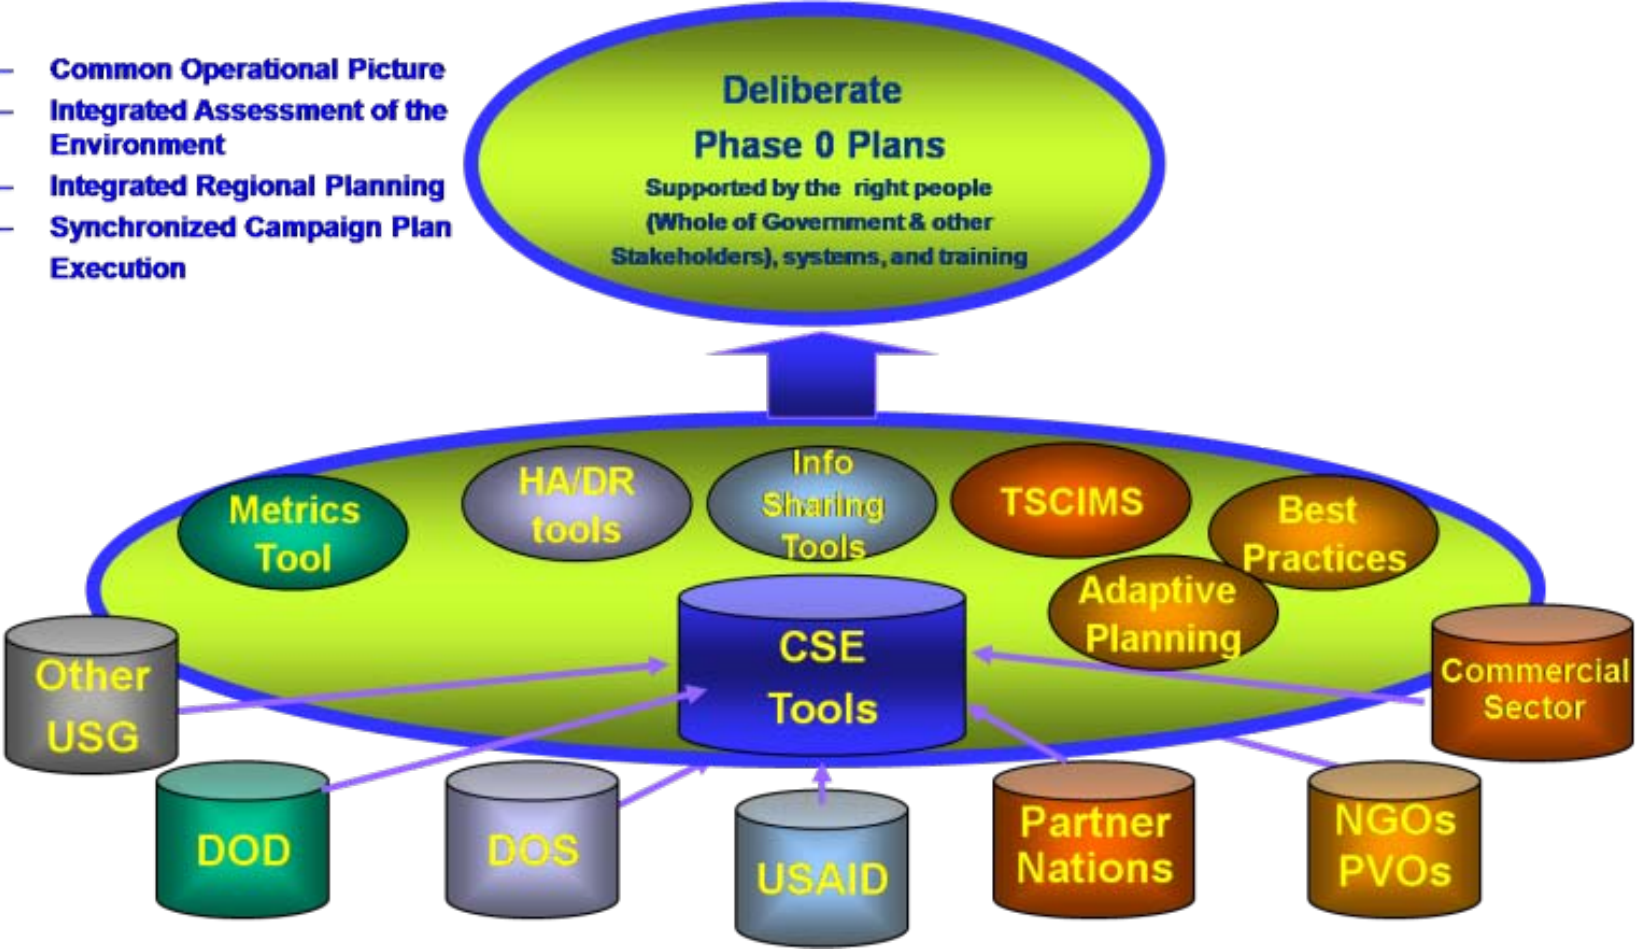 – Common Operational Picture
– Integrated Assessment of the
Environment
– Integrated Regional Planning
– Synchronized Campaign Plan
Execution
Deliberate
Phase 0 Plans
Supported by the right people
(Whole of Government & other
Stakeholders), systems, and training
Metrics
Tool
HA/DR
tools
Info
Sharing
Tools
TSCIMS
Best
Practices
Adaptive
Planning
CSE
Tools
Other
USG
Commercial
Sector
DOD
DOS
USAID
Partner
Nations
NGOs
PVOs